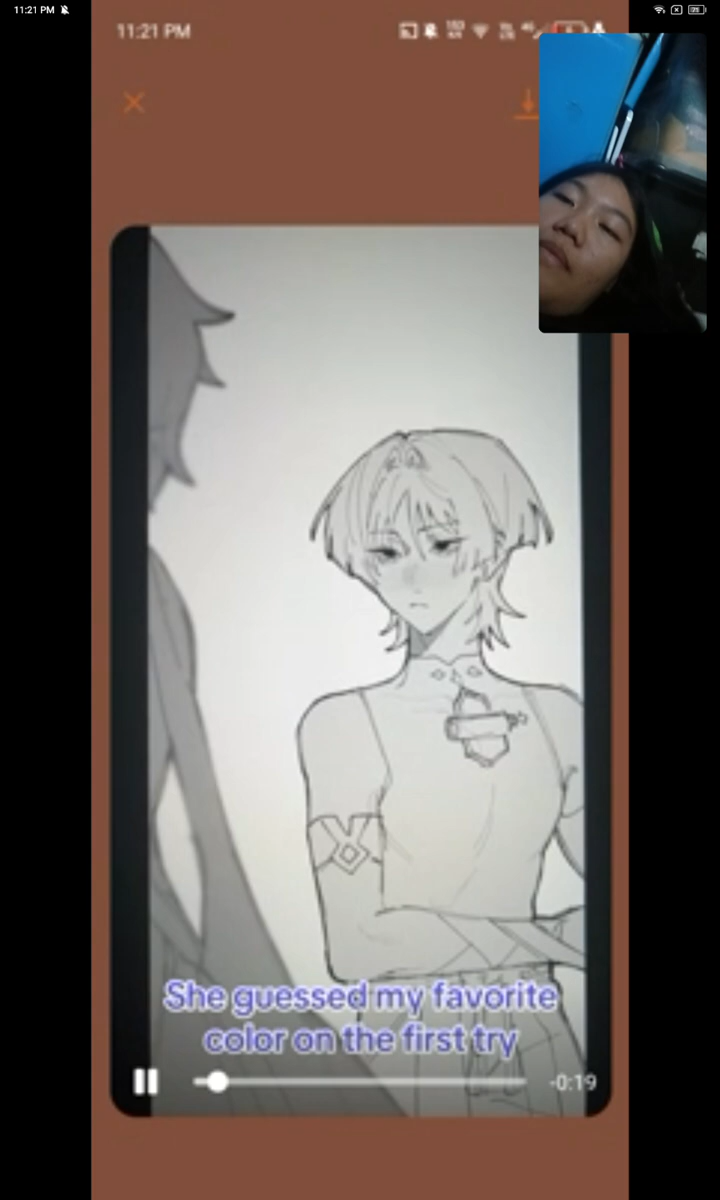 11:21 PM
11:21 PM
She guessed my favorite
color on the first try
-0:19